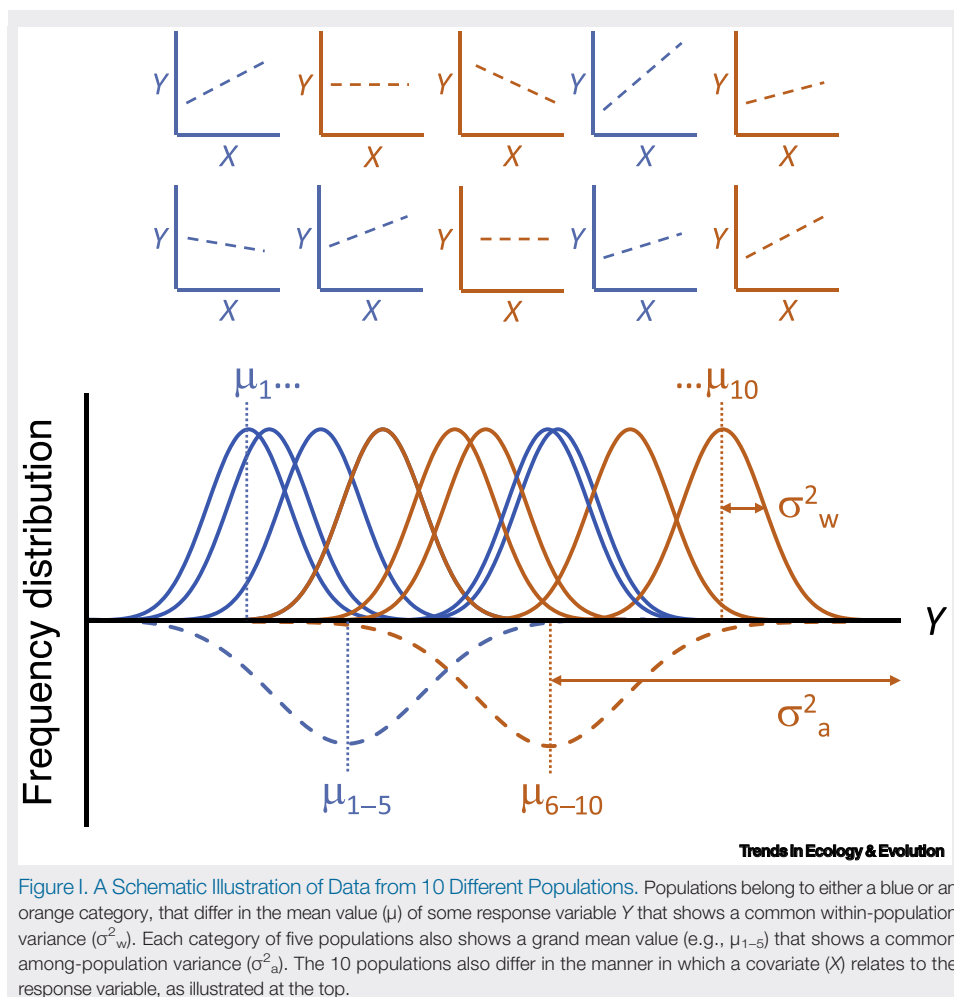 Y Y Y Y Y
X X X X X
Y Y Y Y Y
X X X X X
μ1... ...μ10
Frequency distribution
σ²w
Y
σ²a
μ1–5 μ6–10
Trends in Ecology & Evolution
Figure I. A Schematic Illustration of Data from 10 Different Populations. Populations belong to either a blue or an
orange category, that differ in the mean value (μ) of some response variable Y that shows a common within-population
variance (σ²w). Each category of five populations also shows a grand mean value (e.g., μ1–5) that shows a common
among-population variance (σ²a). The 10 populations also differ in the manner in which a covariate (X) relates to the
response variable, as illustrated at the top.